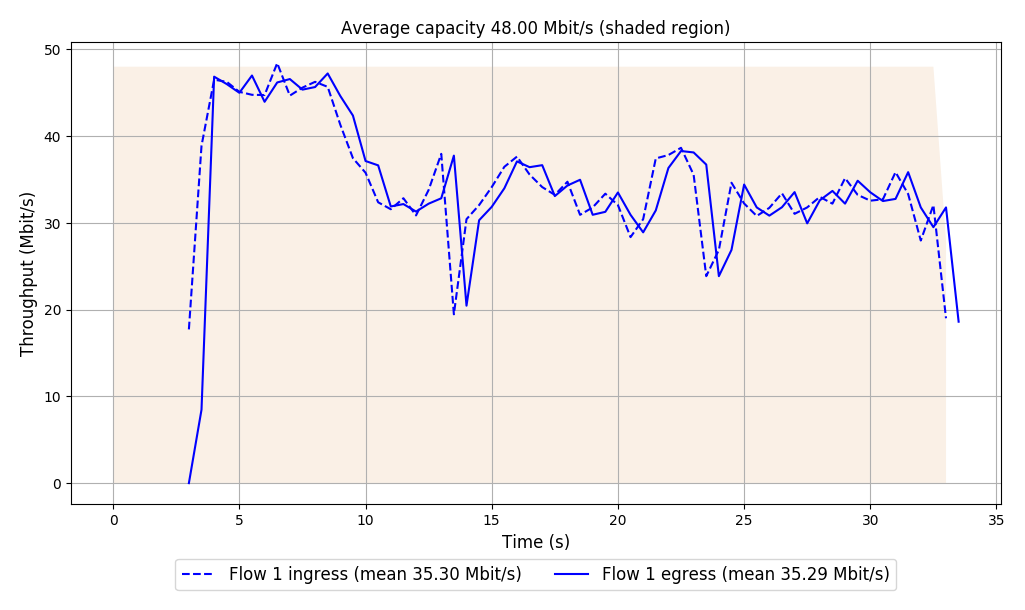 Average capacity 48.00 Mbit/s (shaded region)
Throughput (Mbit/s)
50
40
30
20
10
0
0 5 10 15 20 25 30 35
Time (s)
Flow 1 ingress (mean 35.30 Mbit/s) Flow 1 egress (mean 35.29 Mbit/s)